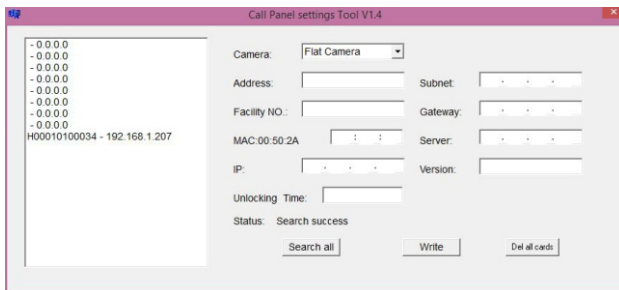 Call Panel settings Tool V1.4
- 0.0.0.0
- 0.0.0.0
- 0.0.0.0
- 0.0.0.0
- 0.0.0.0
- 0.0.0.0
- 0.0.0.0
- 0.0.0.0
H00010100034 - 192.168.1.207
Camera: Flat Camera
Address: Subnet: . . .
Facility NO.: Gateway: . . .
MAC:00:50:2A : : Server: . . .
IP: . . . Version:
Unlocking Time:
Status: Search success
Search all Write Del all cards